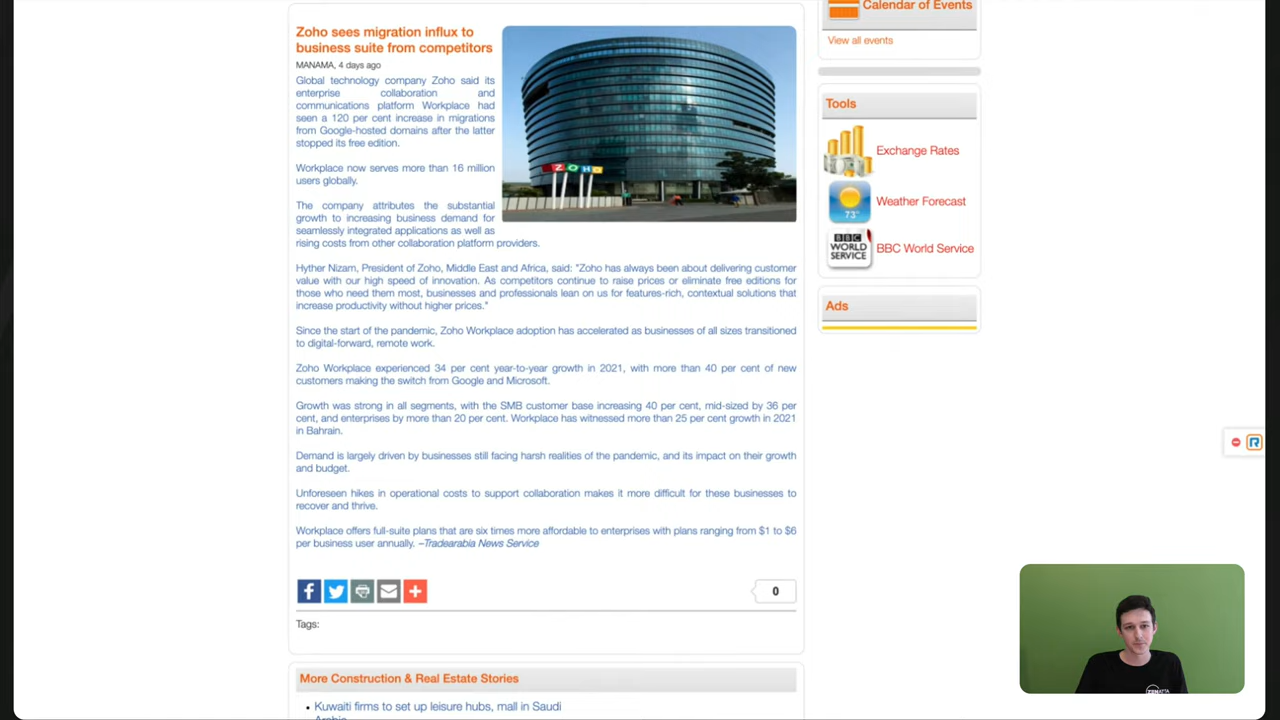 Zoho sees migration influx to
business suite from competitors
MANAMA, 4 days ago
Global technology company Zoho said its
enterprise collaboration and
communications platform Workplace had
seen a 120 per cent increase in migrations
from Google-hosted domains after the latter
stopped its free edition.
Workplace now serves more than 16 million
users globally.
The company attributes the substantial
growth to increasing business demand for
seamlessly integrated applications as well as
rising costs from other collaboration platform providers.
Hyther Nizam, President of Zoho, Middle East and Africa, said: "Zoho has always been about delivering customer
value with our high speed of innovation. As competitors continue to raise prices or eliminate free editions for
those who need them most, businesses and professionals lean on us for features-rich, contextual solutions that
increase productivity without higher prices."
Since the start of the pandemic, Zoho Workplace adoption has accelerated as businesses of all sizes transitioned
to digital-forward, remote work.
Zoho Workplace experienced 34 per cent year-to-year growth in 2021, with more than 40 per cent of new
customers making the switch from Google and Microsoft.
Growth was strong in all segments, with the SMB customer base increasing 40 per cent, mid-sized by 36 per
cent, and enterprises by more than 20 per cent. Workplace has witnessed more than 25 per cent growth in 2021
in Bahrain.
Demand is largely driven by businesses still facing harsh realities of the pandemic, and its impact on their growth
and budget.
Unforeseen hikes in operational costs to support collaboration makes it more difficult for these businesses to
recover and thrive.
Workplace offers full-suite plans that are six times more affordable to enterprises with plans ranging from $1 to $6
per business user annually. –Tradearabia News Service
ZOHO
0
Tags:
More Construction & Real Estate Stories
• Kuwaiti firms to set up leisure hubs, mall in Saudi
Arabia
Calendar of Events
View all events
Tools
Exchange Rates
73°
Weather Forecast
BBC
WORLD
SERVICE
BBC World Service
Ads
R